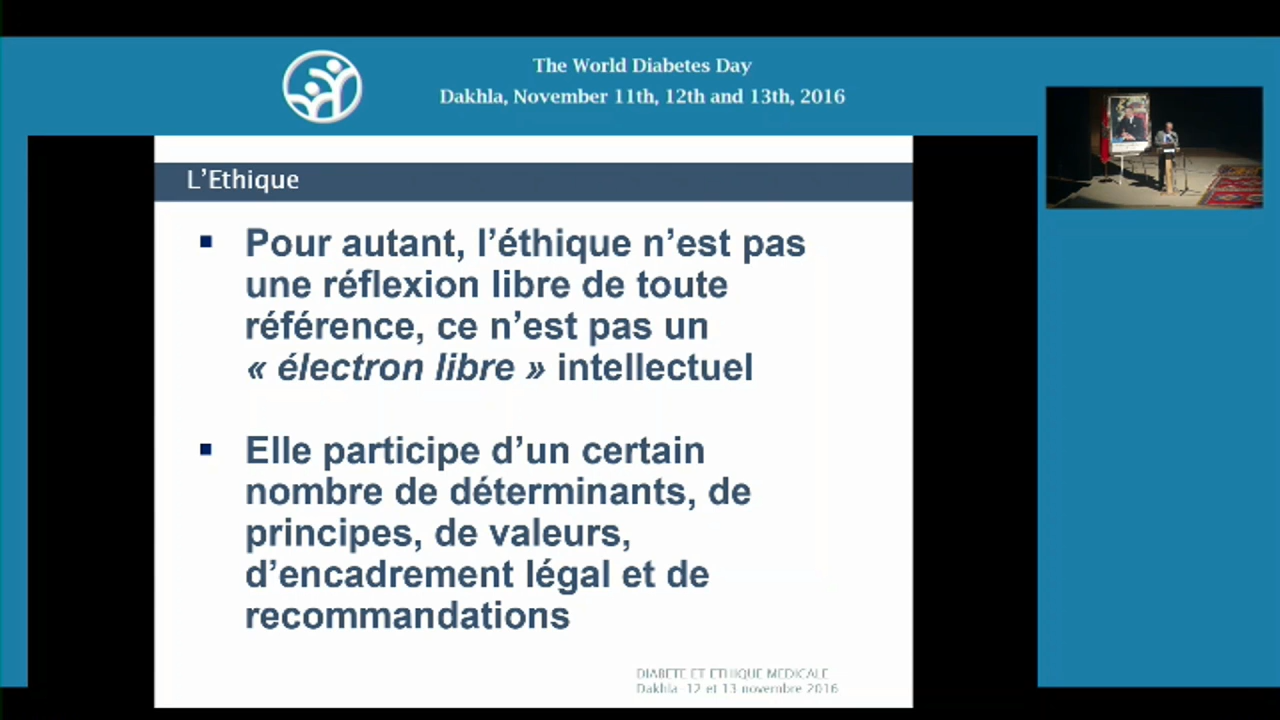 The World Diabetes Day
Dakhla, November 11th, 12th and 13th, 2016
L’Ethique
▪ Pour autant, l’éthique n’est pas
une réflexion libre de toute
référence, ce n’est pas un
« électron libre » intellectuel
▪ Elle participe d’un certain
nombre de déterminants, de
principes, de valeurs,
d’encadrement légal et de
recommandations
DIABETE ET ETHIQUE MEDICALE
Dakhla 12 et 13 novembre 2016